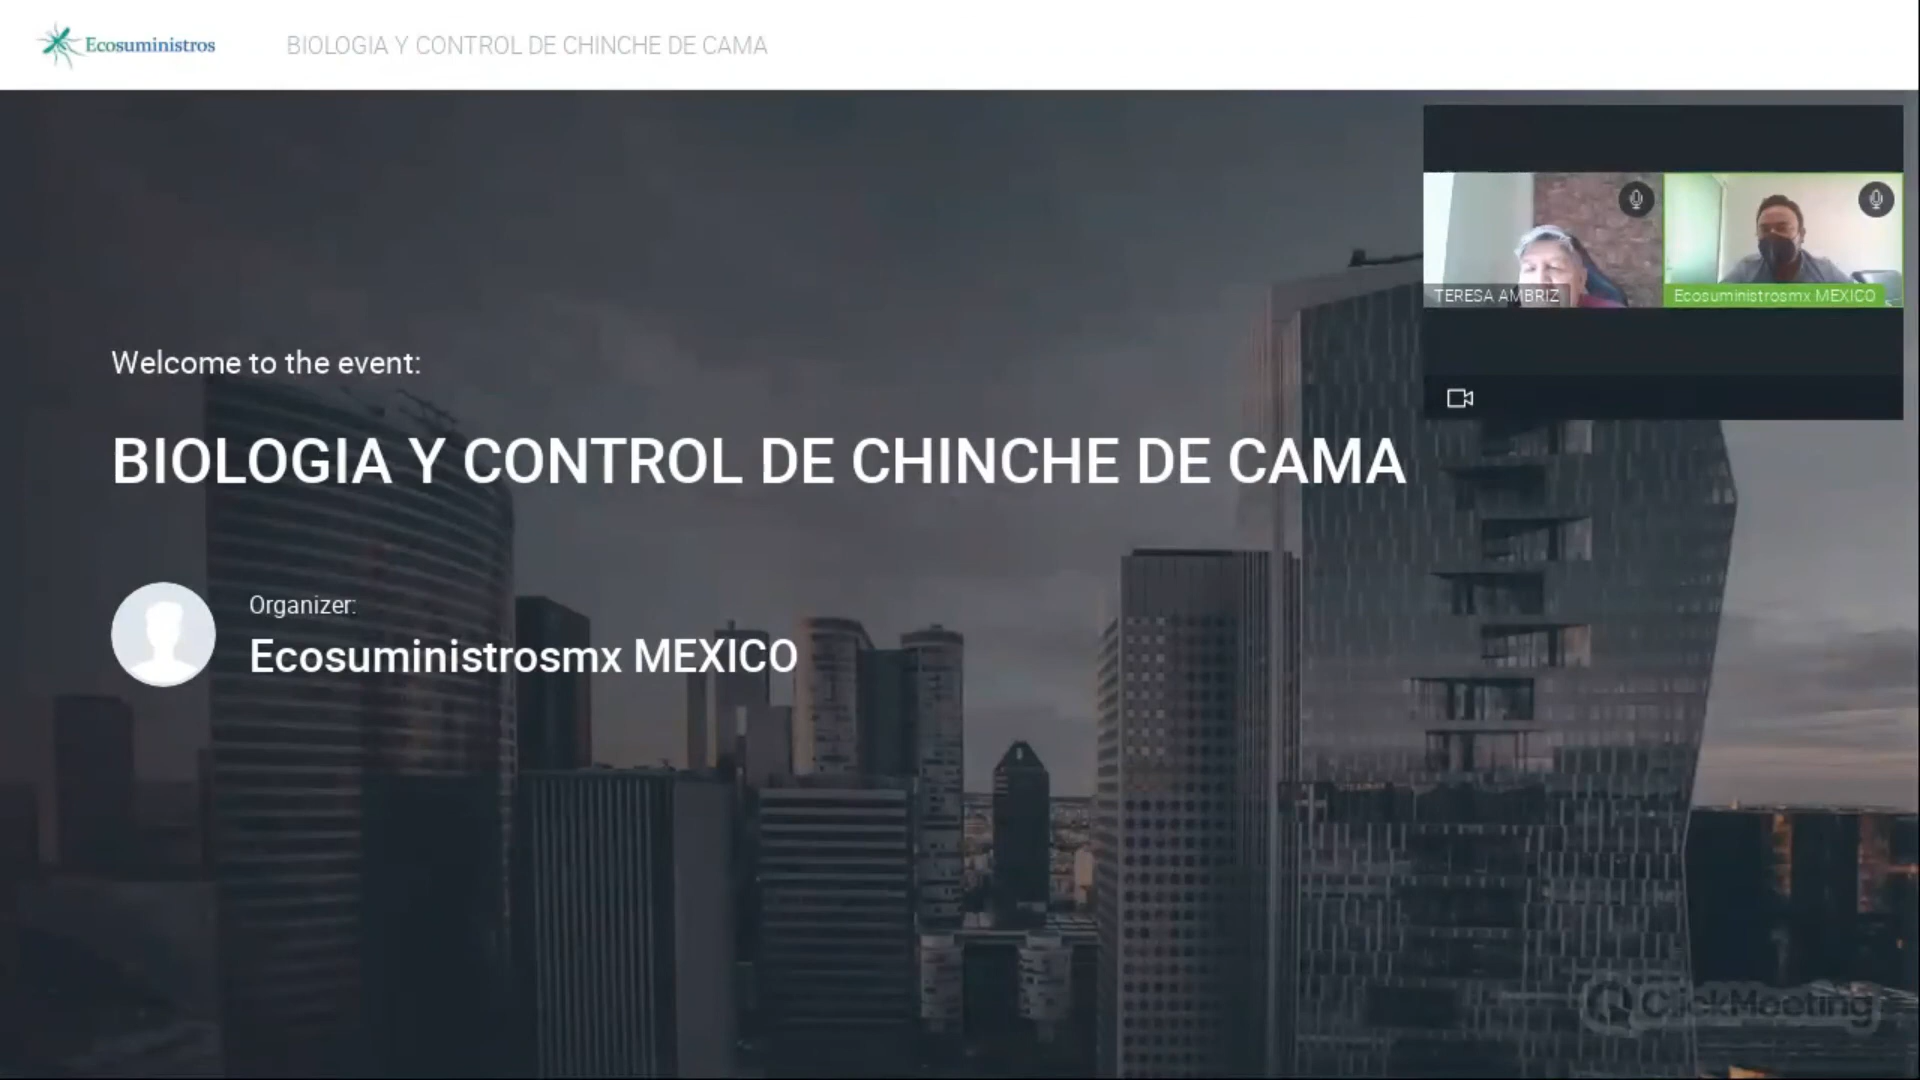 Ecosuministros
BIOLOGIA Y CONTROL DE CHINCHE DE CAMA
TERESA AMBRIZ
Ecosuministrosmx MEXICO
Welcome to the event:
BIOLOGIA Y CONTROL DE CHINCHE DE CAMA
Organizer:
Ecosuministrosmx MEXICO
ClickMeeting